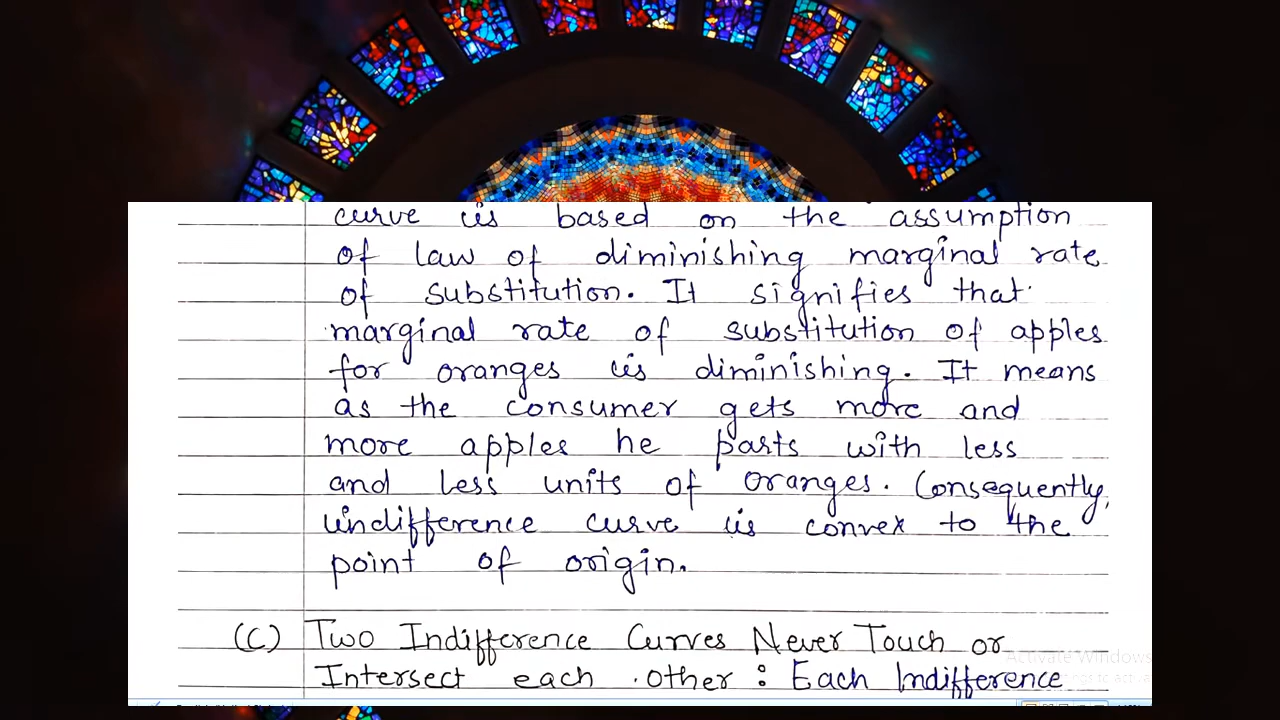 curve is based on the assumption
of law of diminishing marginal rate
of substitution. It signifies that
marginal rate of substitution of apples
for oranges is diminishing. It means
as the consumer gets more and
more apples he parts with less
and less units of oranges. Consequently,
indifference curve is convex to the
point of origin.
(C) Two Indifference Curves Never Touch or
Intersect each other : Each Indifference
Activate Windows